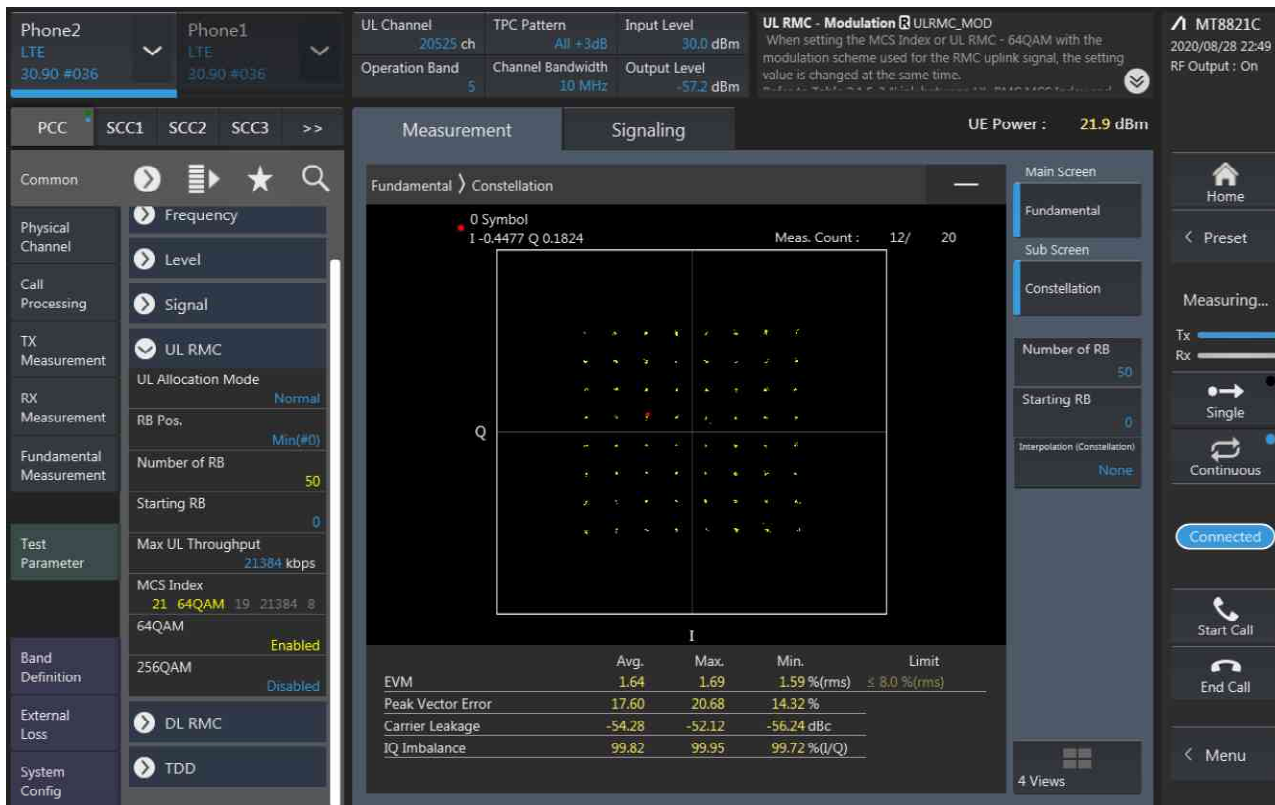 Phone2
LTE
30.90 #036
Phone1
LTE
30.90 #036
UL Channel
20525 ch
Operation Band
5
TPC Pattern
All +3dB
Channel Bandwidth
10 MHz
Input Level
30.0 dBm
Output Level
-57.2 dBm
UL RMC - Modulation R ULRMC_MOD
When setting the MCS Index or UL RMC - 64QAM with the
modulation scheme used for the RMC uplink signal, the setting
value is changed at the same time.
MT8821C
2020/08/28 22:49
RF Output : On
PCC SCC1 SCC2 SCC3 >>
Common
Physical
Channel
Call
Processing
TX
Measurement
RX
Measurement
Fundamental
Measurement
Test
Parameter
Band
Definition
External
Loss
System
Config
Frequency
Level
Signal
UL RMC
UL Allocation Mode
Normal
RB Pos.
Min(#0)
Number of RB
50
Starting RB
0
Max UL Throughput
21384 kbps
MCS Index
21 64QAM 19 21384 8
64QAM
Enabled
256QAM
Disabled
DL RMC
TDD
Measurement
Signaling
UE Power : 21.9 dBm
Fundamental 〉 Constellation
0 Symbol
I -0.4477 Q 0.1824
Meas. Count : 12/ 20
Q
I
Avg. Max. Min. Limit
EVM 1.64 1.69 1.59 %(rms) ≤ 8.0 %(rms)
Peak Vector Error 17.60 20.68 14.32 %
Carrier Leakage -54.28 -52.12 -56.24 dBc
IQ Imbalance 99.82 99.95 99.72 %(I/Q)
Main Screen
Fundamental
Sub Screen
Constellation
Number of RB
50
Starting RB
0
Interpolation (Constellation)
None
4 Views
Home
< Preset
Measuring...
Tx
Rx
Single
Continuous
Connected
Start Call
End Call
< Menu